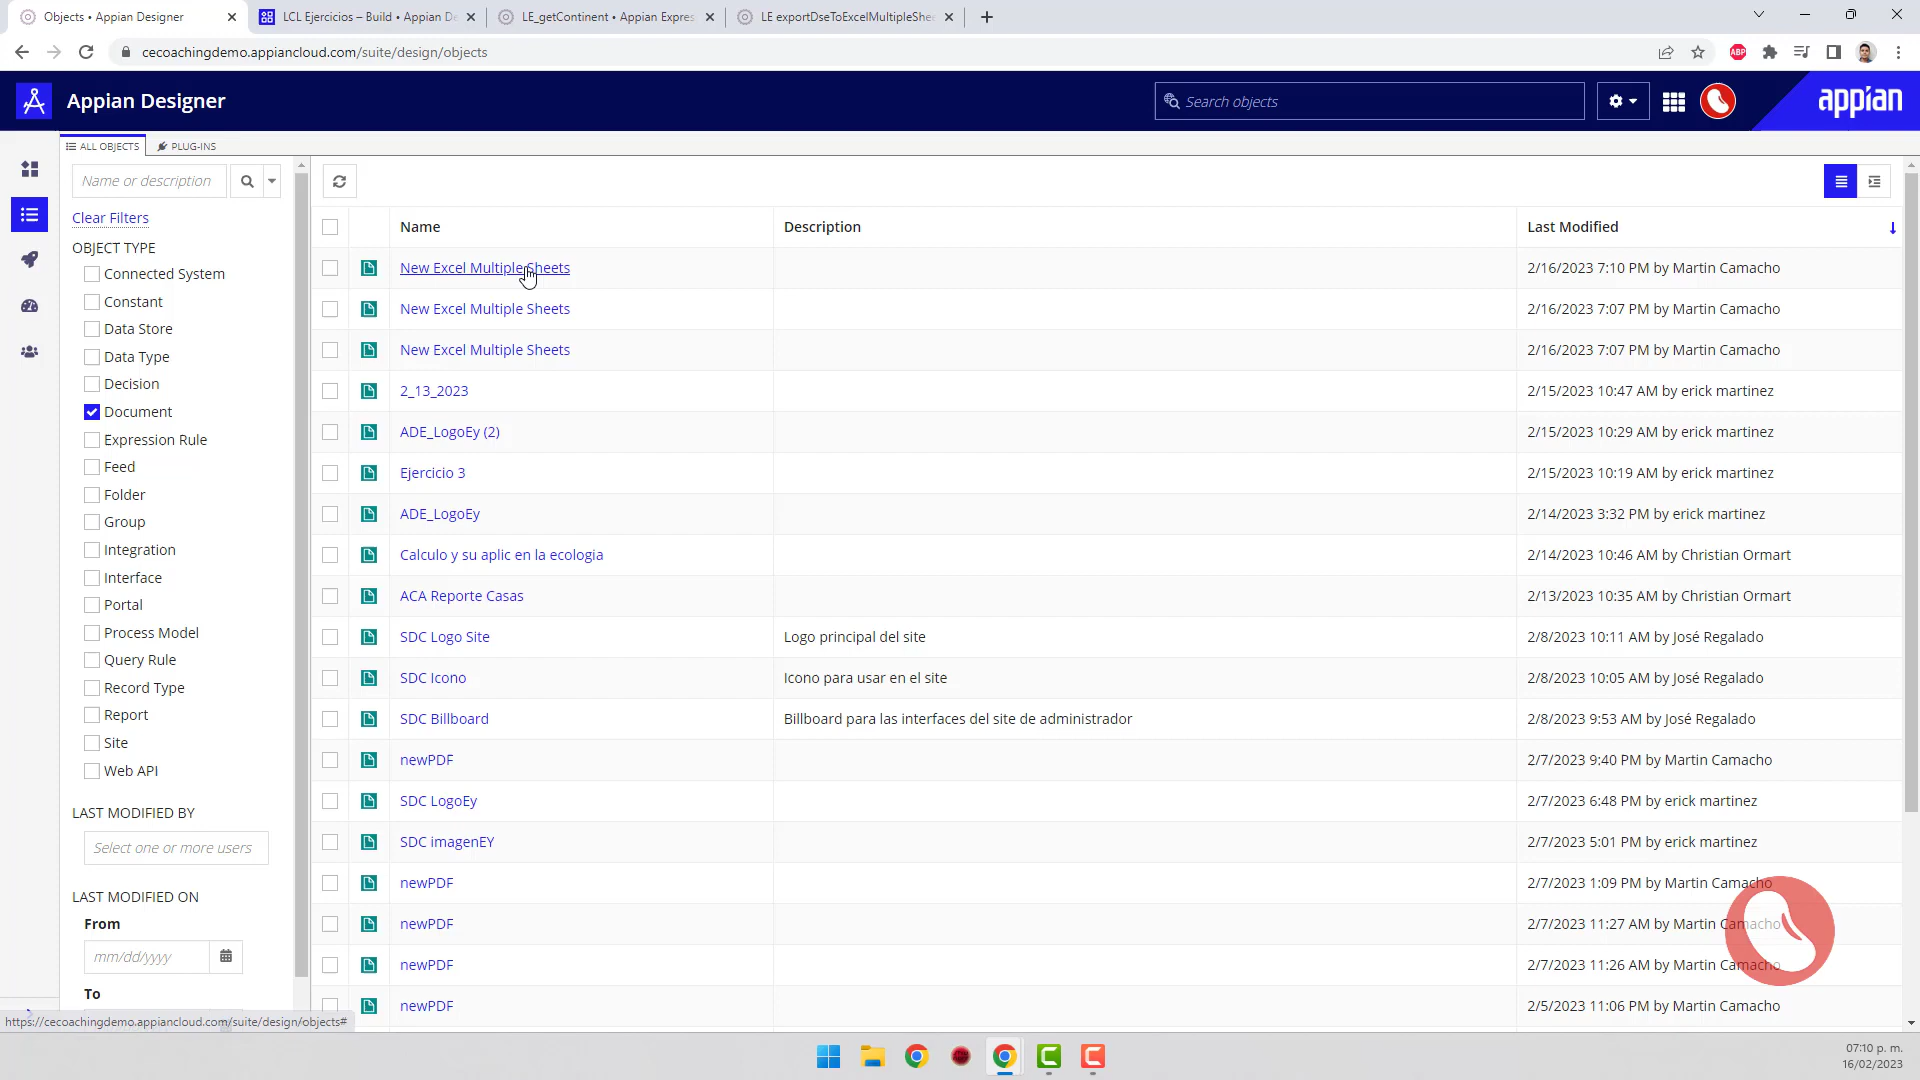 Objects • Appian Designer
LCL Ejercicios – Build • Appian De
LE_getContinent • Appian Expres
LE exportDseToExcelMultipleShe
cecoachingdemo.appiancloud.com/suite/design/objects
ABP
Appian Designer
Search objects
appian
ALL OBJECTS
PLUG-INS
Name or description
Clear Filters
OBJECT TYPE
Connected System
Constant
Data Store
Data Type
Decision
Document
Expression Rule
Feed
Folder
Group
Integration
Interface
Portal
Process Model
Query Rule
Record Type
Report
Site
Web API
LAST MODIFIED BY
Select one or more users
LAST MODIFIED ON
From
mm/dd/yyyy
To
https://cecoachingdemo.appiancloud.com/suite/design/objects#
Name Description Last Modified
New Excel Multiple Sheets 2/16/2023 7:10 PM by Martin Camacho
New Excel Multiple Sheets 2/16/2023 7:07 PM by Martin Camacho
New Excel Multiple Sheets 2/16/2023 7:07 PM by Martin Camacho
2_13_2023 2/15/2023 10:47 AM by erick martinez
ADE_LogoEy (2) 2/15/2023 10:29 AM by erick martinez
Ejercicio 3 2/15/2023 10:19 AM by erick martinez
ADE_LogoEy 2/14/2023 3:32 PM by erick martinez
Calculo y su aplic en la ecologia 2/14/2023 10:46 AM by Christian Ormart
ACA Reporte Casas 2/13/2023 10:35 AM by Christian Ormart
SDC Logo Site Logo principal del site 2/8/2023 10:11 AM by José Regalado
SDC Icono Icono para usar en el site 2/8/2023 10:05 AM by José Regalado
SDC Billboard Billboard para las interfaces del site de administrador 2/8/2023 9:53 AM by José Regalado
newPDF 2/7/2023 9:40 PM by Martin Camacho
SDC LogoEy 2/7/2023 6:48 PM by erick martinez
SDC imagenEY 2/7/2023 5:01 PM by erick martinez
newPDF 2/7/2023 1:09 PM by Martin Camacho
newPDF 2/7/2023 11:27 AM by Martin Camacho
newPDF 2/7/2023 11:26 AM by Martin Camacho
newPDF 2/5/2023 11:06 PM by Martin Camacho
07:10 p. m.
16/02/2023